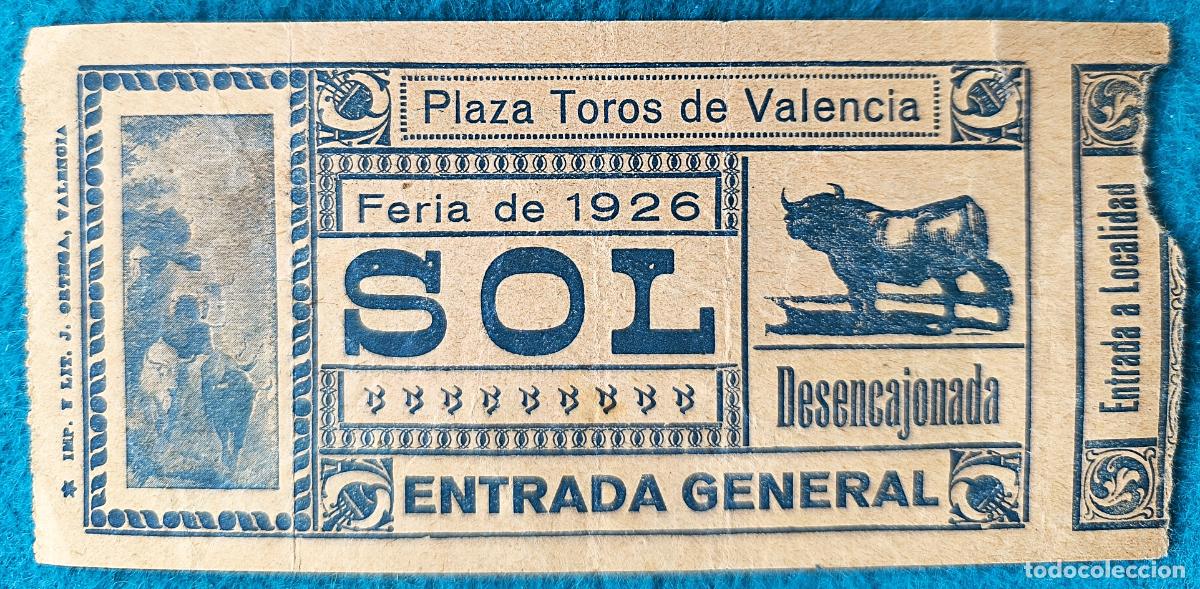 ★ IMP. Y LIT. J. ORTEGA, VALENCIA
Plaza Toros de Valencia
Feria de 1926
SOL
Desencajonada
ENTRADA GENERAL
Entrada a Localidad
todocoleccion